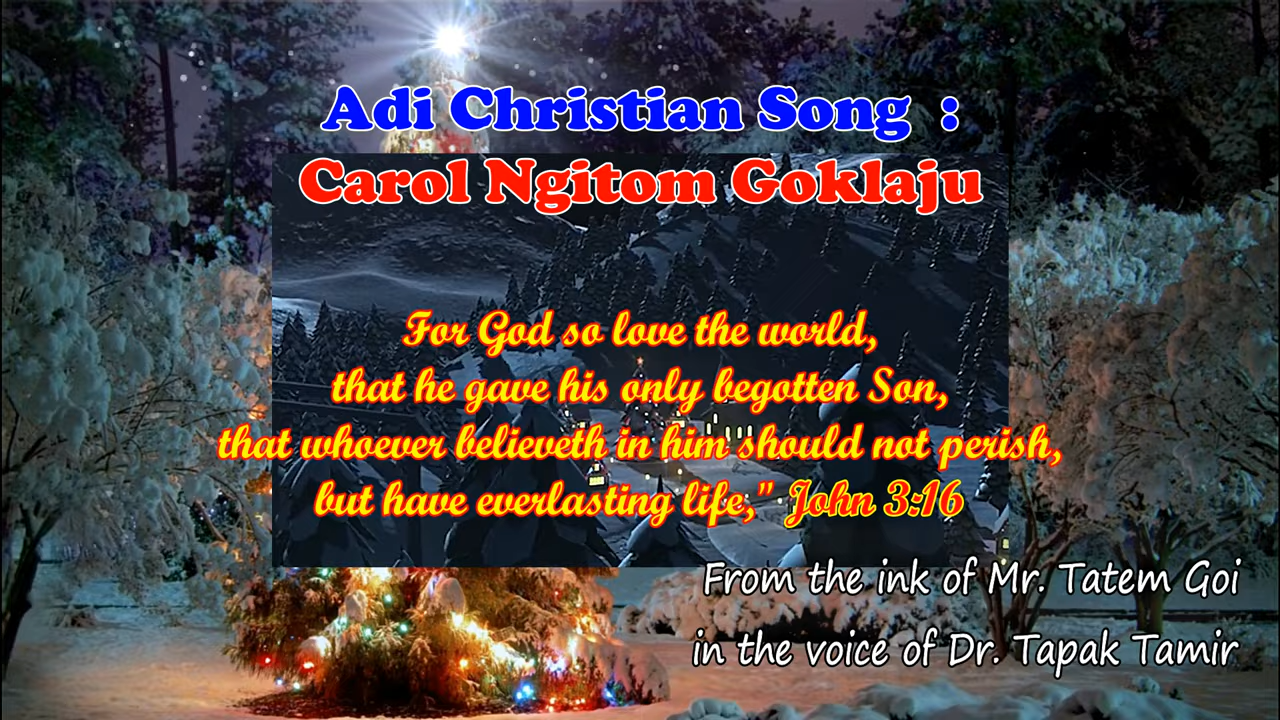 Adi Christian Song :
Carol Ngitom Goklaju
For God so love the world,
that he gave his only begotten Son,
that whoever believeth in him should not perish,
but have everlasting life," John 3:16
From the ink of Mr. Tatem Goi
in the voice of Dr. Tapak Tamir